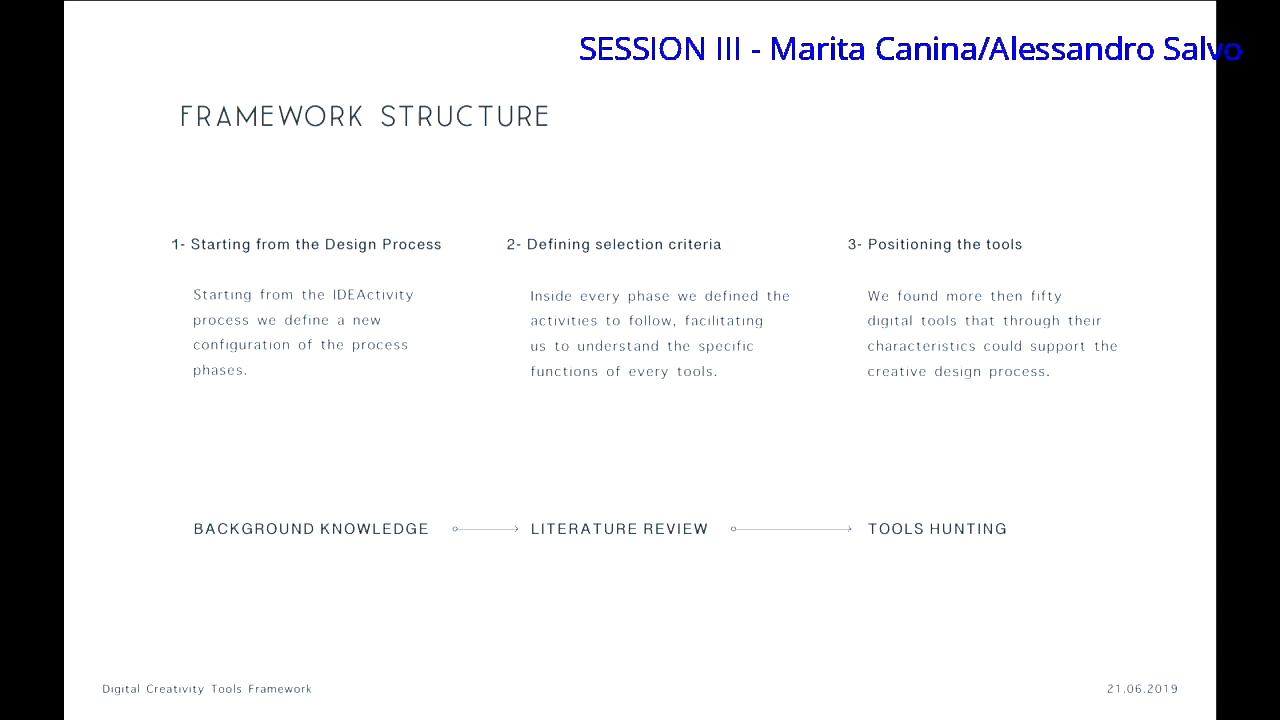 SESSION III - Marita Canina/Alessandro Salvo
FRAMEWORK STRUCTURE
1- Starting from the Design Process
Starting from the IDEActivity
process we define a new
configuration of the process
phases.
2- Defining selection criteria
Inside every phase we defined the
activities to follow, facilitating
us to understand the specific
functions of every tools.
3- Positioning the tools
We found more then fifty
digital tools that through their
characteristics could support the
creative design process.
BACKGROUND KNOWLEDGE
LITERATURE REVIEW
TOOLS HUNTING
Digital Creativity Tools Framework
21.06.2019